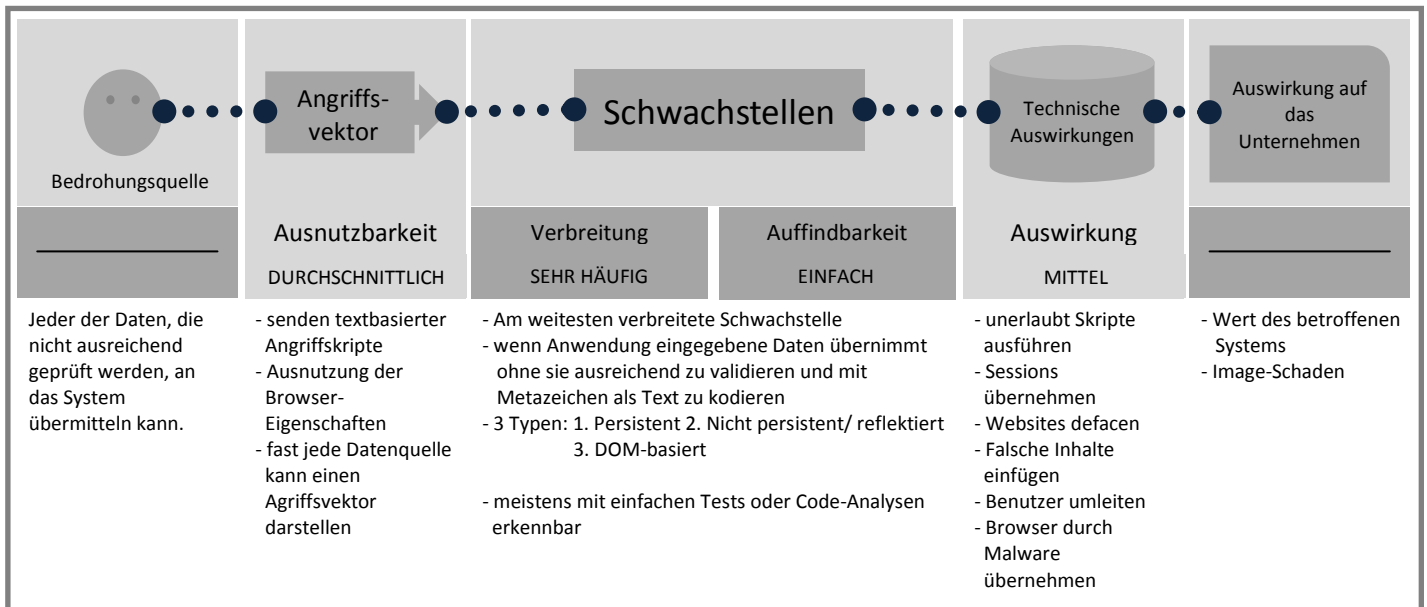 Bedrohungsquelle
Angriffs-
vektor
Schwachstellen
Technische
Auswirkungen
Auswirkung auf
das
Unternehmen
Ausnutzbarkeit
DURCHSCHNITTLICH
Verbreitung
SEHR HÄUFIG
Auffindbarkeit
EINFACH
Auswirkung
MITTEL
Jeder der Daten, die
nicht ausreichend
geprüft werden, an
das System
übermitteln kann.
- senden textbasierter
Angriffskripte
- Ausnutzung der
Browser-
Eigenschaften
- fast jede Datenquelle
kann einen
Agriffsvektor
darstellen
- Am weitesten verbreitete Schwachstelle
- wenn Anwendung eingegebene Daten übernimmt
ohne sie ausreichend zu validieren und mit
Metazeichen als Text zu kodieren
- 3 Typen: 1. Persistent 2. Nicht persistent/ reflektiert
3. DOM-basiert
- meistens mit einfachen Tests oder Code-Analysen
erkennbar
- unerlaubt Skripte
ausführen
- Sessions
übernehmen
- Websites defacen
- Falsche Inhalte
einfügen
- Benutzer umleiten
- Browser durch
Malware
übernehmen
- Wert des betroffenen
Systems
- Image-Schaden